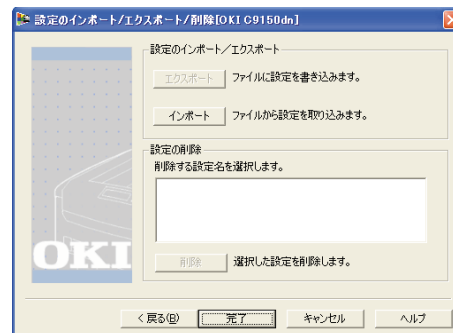 設定のインポート/エクスポート/削除[OKI C9150dn]
設定のインポート／エクスポート
エクスポート ファイルに設定を書き込みます。
インポート ファイルから設定を取り込みます。
設定の削除
削除する設定名を選択します。
OKI
削除 選択した設定を削除します。
< 戻る(B) 完了 キャンセル ヘルプ